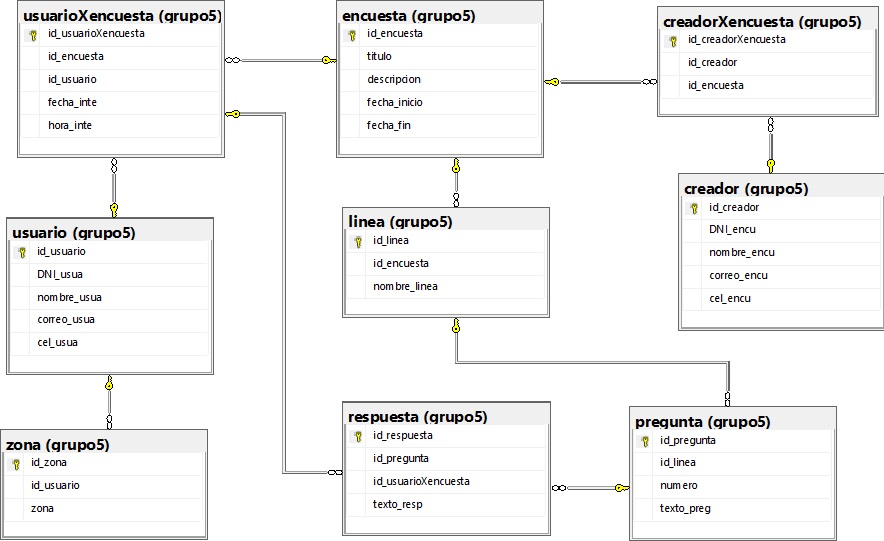 usuarioXencuesta (grupo5)
id_usuarioXencuesta
id_encuesta
id_usuario
fecha_inte
hora_inte
encuesta (grupo5)
id_encuesta
titulo
descripcion
fecha_inicio
fecha_fin
creadorXencuesta (grupo5)
id_creadorXencuesta
id_creador
id_encuesta
usuario (grupo5)
id_usuario
DNI_usua
nombre_usua
correo_usua
cel_usua
linea (grupo5)
id_linea
id_encuesta
nombre_linea
creador (grupo5)
id_creador
DNI_encu
nombre_encu
correo_encu
cel_encu
zona (grupo5)
id_zona
id_usuario
zona
respuesta (grupo5)
id_respuesta
id_pregunta
id_usuarioXencuesta
texto_resp
pregunta (grupo5)
id_pregunta
id_linea
numero
texto_preg